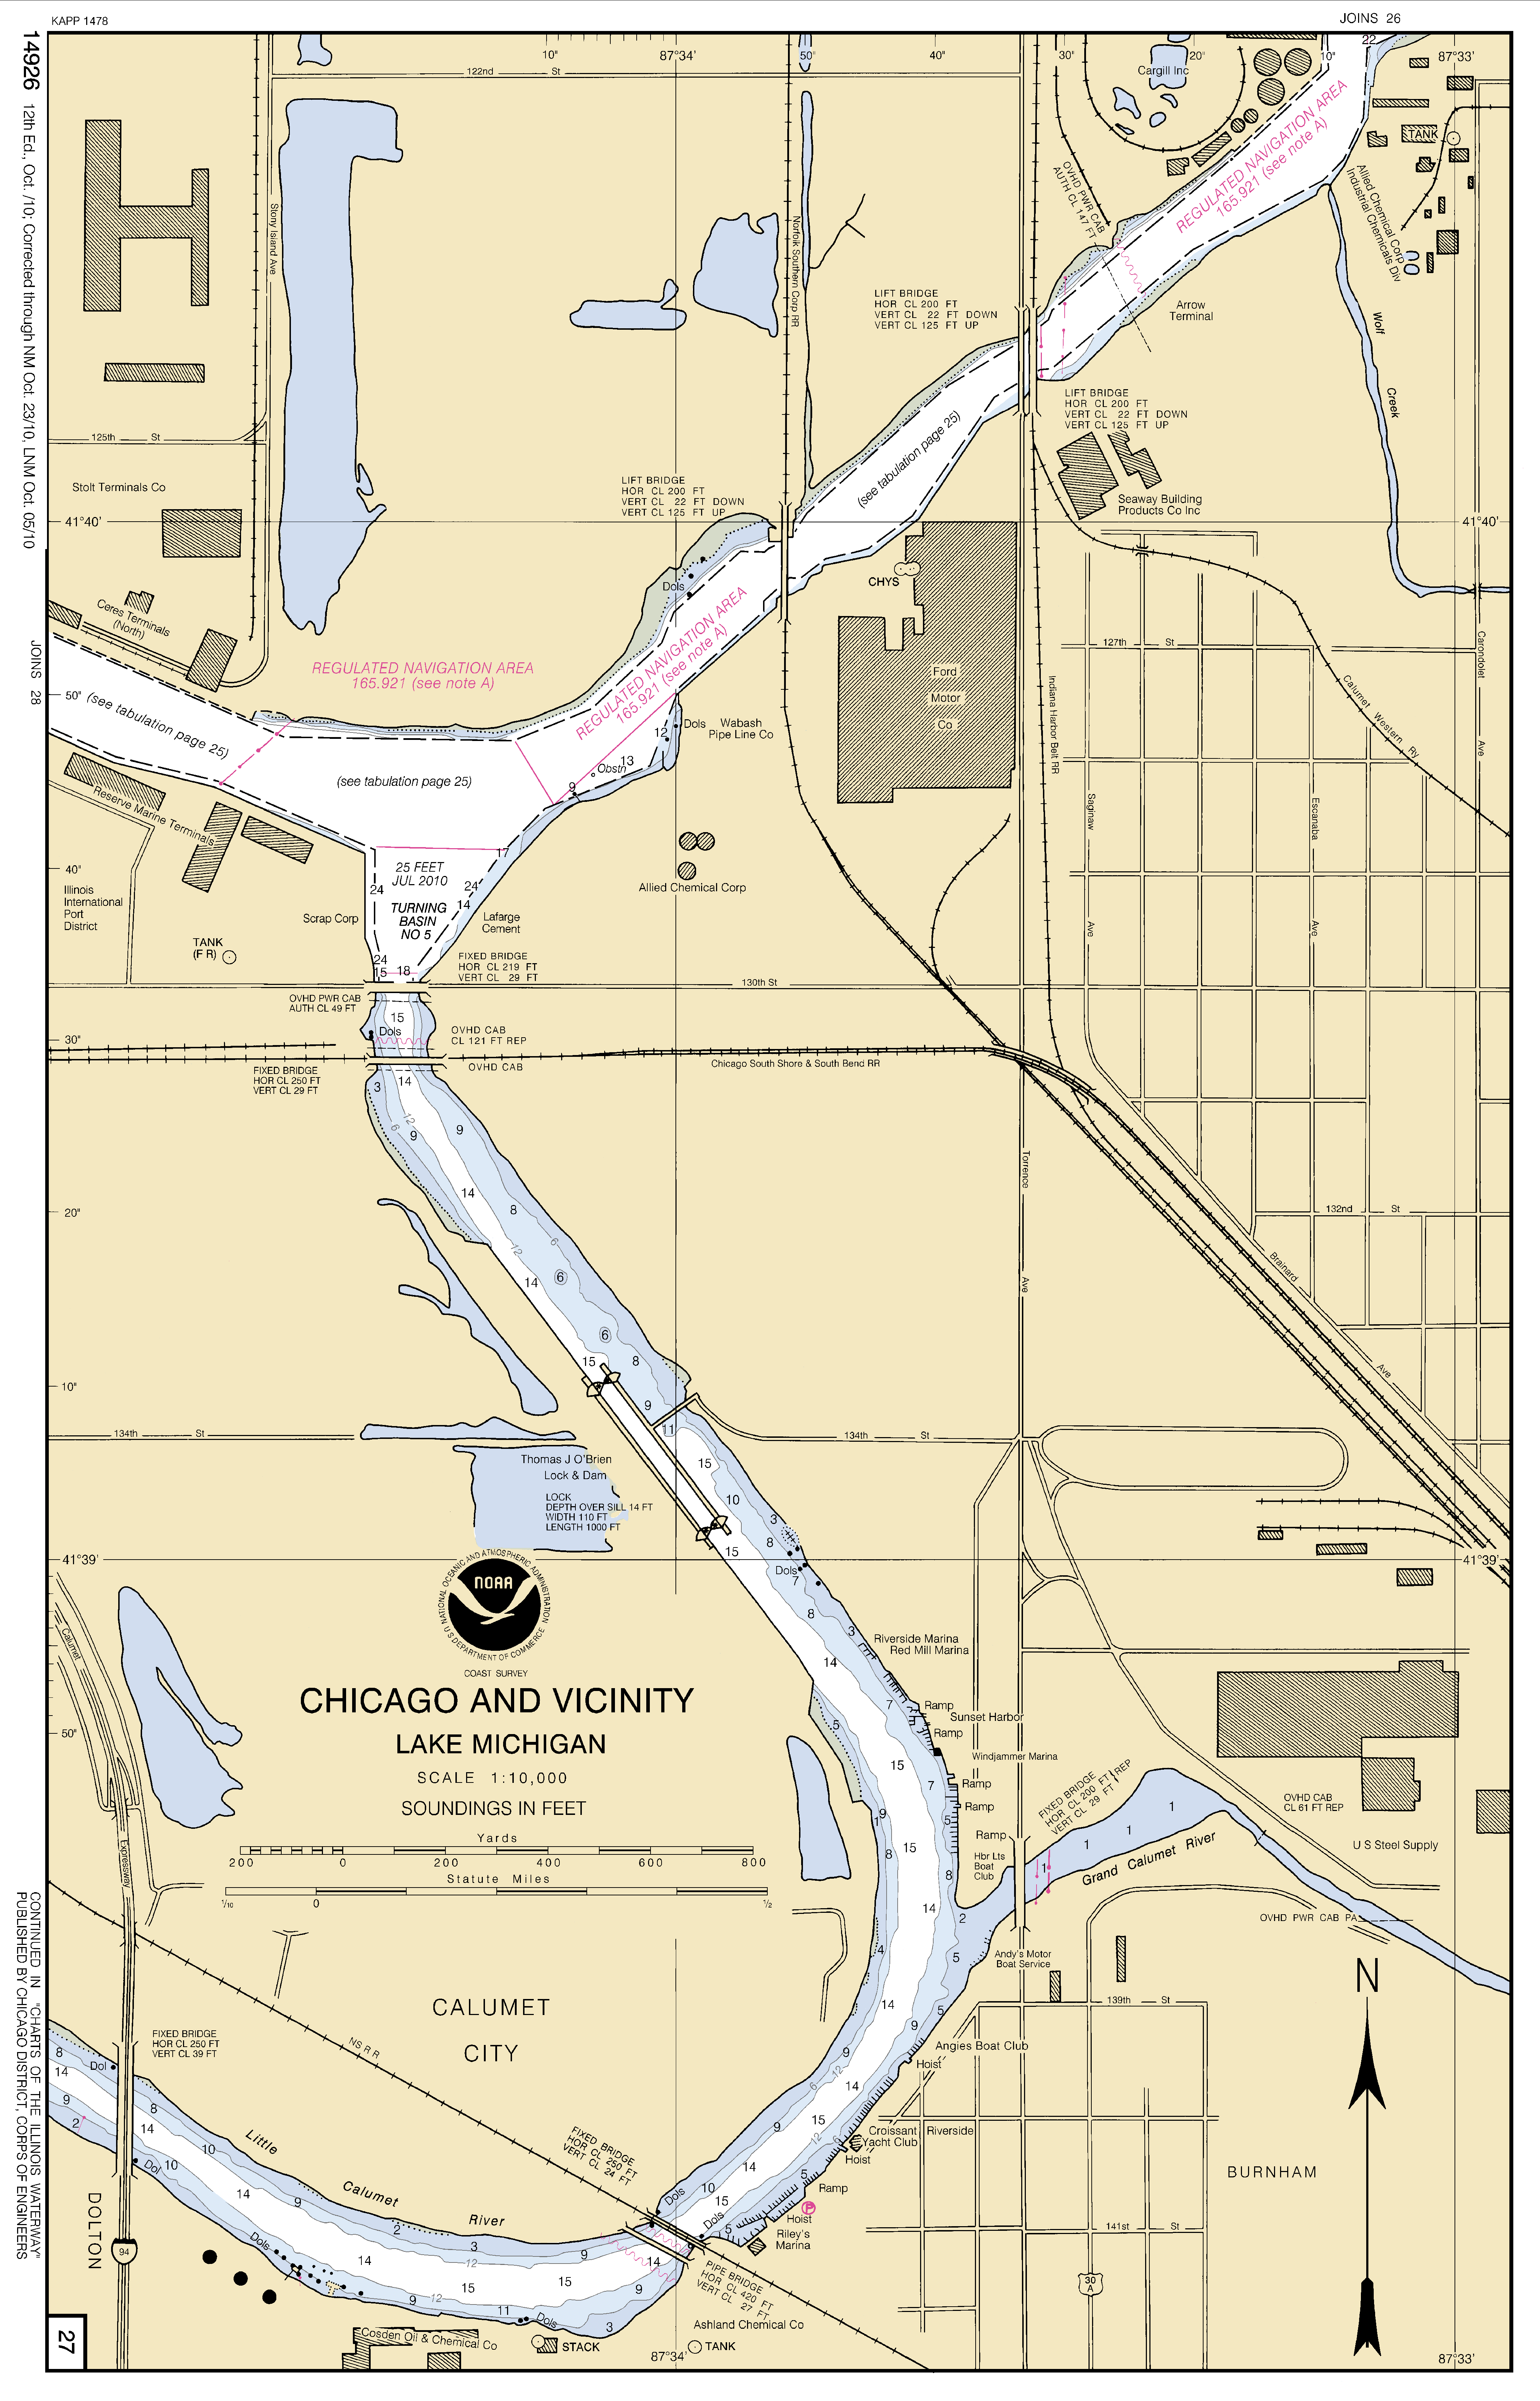 KAPP 1478
JOINS 26
14926 12th Ed., Oct. /10; Corrected through NM Oct. 23/10, LNM Oct. 05/10
10"
87°34'
50"
40"
30"
20"
10"
87°33'
22
122nd St
Cargill Inc
REGULATED NAVIGATION AREA
165.921 (see note A)
TANK
Allied Chemical Corp
Industrial Chemicals Div
OVHD PWR CAB
AUTH CL 147 FT
Stony Island Ave
Norfolk Southern Corp RR
LIFT BRIDGE
HOR CL 200 FT
VERT CL 22 FT DOWN
VERT CL 125 FT UP
Arrow
Terminal
Wolf
Creek
LIFT BRIDGE
HOR CL 200 FT
VERT CL 22 FT DOWN
VERT CL 125 FT UP
125th St
(see tabulation page 25)
Stolt Terminals Co
LIFT BRIDGE
HOR CL 200 FT
VERT CL 22 FT DOWN
VERT CL 125 FT UP
Seaway Building
Products Co Inc
41°40'
41°40'
Dols
CHYS
Ceres Terminals
(North)
127th St
Carondolet
Ave
JOINS 28
REGULATED NAVIGATION AREA
165.921 (see note A)
REGULATED NAVIGATION AREA
165.921 (see note A)
Ford
Motor
Co
Indiana Harbor Belt RR
Calumet Western Ry
50"
(see tabulation page 25)
Dols
Wabash
Pipe Line Co
12
13
Obstn
9
(see tabulation page 25)
Reserve Marine Terminals
Saginaw
Ave
Escanaba
Ave
17
40"
25 FEET
JUL 2010
24
24
14
TURNING
BASIN
NO 5
Allied Chemical Corp
Illinois
International
Port
District
Scrap Corp
Lafarge
Cement
TANK
(F R)
24
15
18
FIXED BRIDGE
HOR CL 219 FT
VERT CL 29 FT
130th St
OVHD PWR CAB
AUTH CL 49 FT
15
Dols
OVHD CAB
CL 121 FT REP
30"
Chicago South Shore & South Bend RR
OVHD CAB
FIXED BRIDGE
HOR CL 250 FT
VERT CL 29 FT
3
14
12
6
9
9
Torrence
Ave
14
8
20"
132nd St
12
6
14
6
Brainard
Ave
6
15
8
10"
9
11
134th St
134th St
Thomas J O'Brien
Lock & Dam
15
LOCK
DEPTH OVER SILL 14 FT
WIDTH 110 FT
LENGTH 1000 FT
10
3
8
15
41°39'
41°39'
Dols
7
NATIONAL OCEANIC AND ATMOSPHERIC ADMINISTRATION
U.S. DEPARTMENT OF COMMERCE
NOAA
COAST SURVEY
8
3
Riverside Marina
Red Mill Marina
14
CHICAGO AND VICINITY
LAKE MICHIGAN
SCALE 1:10,000
SOUNDINGS IN FEET
Calumet
Expressway
7
Ramp
Sunset Harbor
Ramp
5
50"
Windjammer Marina
15
7
Ramp
Ramp
9
1
5
Ramp
15
8
8
Hbr Lts
Boat
Club
FIXED BRIDGE
HOR CL 200 FT
VERT CL 29 FT
REP
1
1
1
1
Grand Calumet River
OVHD CAB
CL 61 FT REP
U S Steel Supply
Yards
200 0 200 400 600 800
Statute Miles
1/10 0 1/2
14
2
OVHD PWR CAB PA
4
5
Andy's Motor
Boat Service
N
CALUMET
CITY
14
5
139th St
9
FIXED BRIDGE
HOR CL 250 FT
VERT CL 39 FT
NS R R
Angies Boat Club
Hoist
9
6
12
14
8
Dol
14
9
2
8
14
10
10
Dol
15
9
12
6
Croissant Riverside
Yacht Club
Hoist
FIXED BRIDGE
HOR CL 250 FT
VERT CL 24 FT
Little
Calumet
River
14
5
BURNHAM
14
9
10
Dols
15
Ramp
P
Hoist
Riley's
Marina
Dols
5
141st St
2
3
9
12
14
Dols
14
15
15
9
PIPE BRIDGE
HOR CL 420 FT
VERT CL 27 FT
94
DOLTON
30
A
9
12
11
Dols
3
Ashland Chemical Co
Cosden Oil & Chemical Co
STACK
TANK
87°34'
87°33'
27
CONTINUED IN "CHARTS OF THE ILLINOIS WATERWAY"
PUBLISHED BY CHICAGO DISTRICT, CORPS OF ENGINEERS